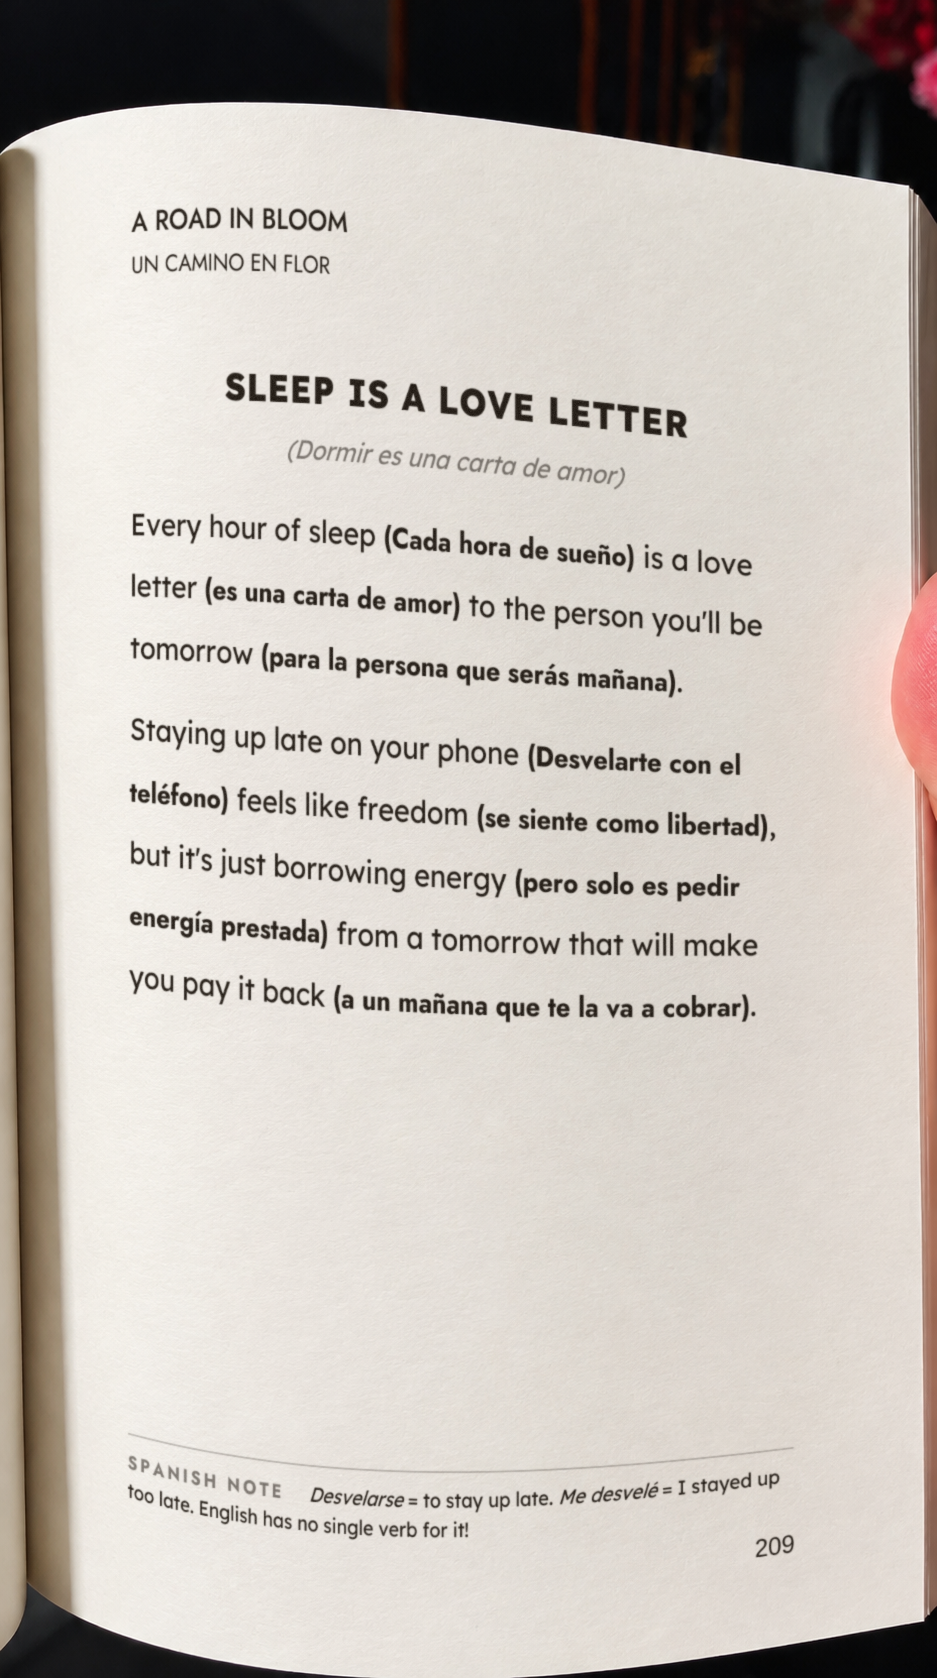 A ROAD IN BLOOM
UN CAMINO EN FLOR
SLEEP IS A LOVE LETTER
(Dormir es una carta de amor)
Every hour of sleep (Cada hora de sueño) is a love
letter (es una carta de amor) to the person you'll be
tomorrow (para la persona que serás mañana).
Staying up late on your phone (Desvelarte con el
teléfono) feels like freedom (se siente como libertad),
but it's just borrowing energy (pero solo es pedir
energía prestada) from a tomorrow that will make
you pay it back (a un mañana que te la va a cobrar).
SPANISH NOTE Desvelarse = to stay up late. Me desvelé = I stayed up
too late. English has no single verb for it!
209